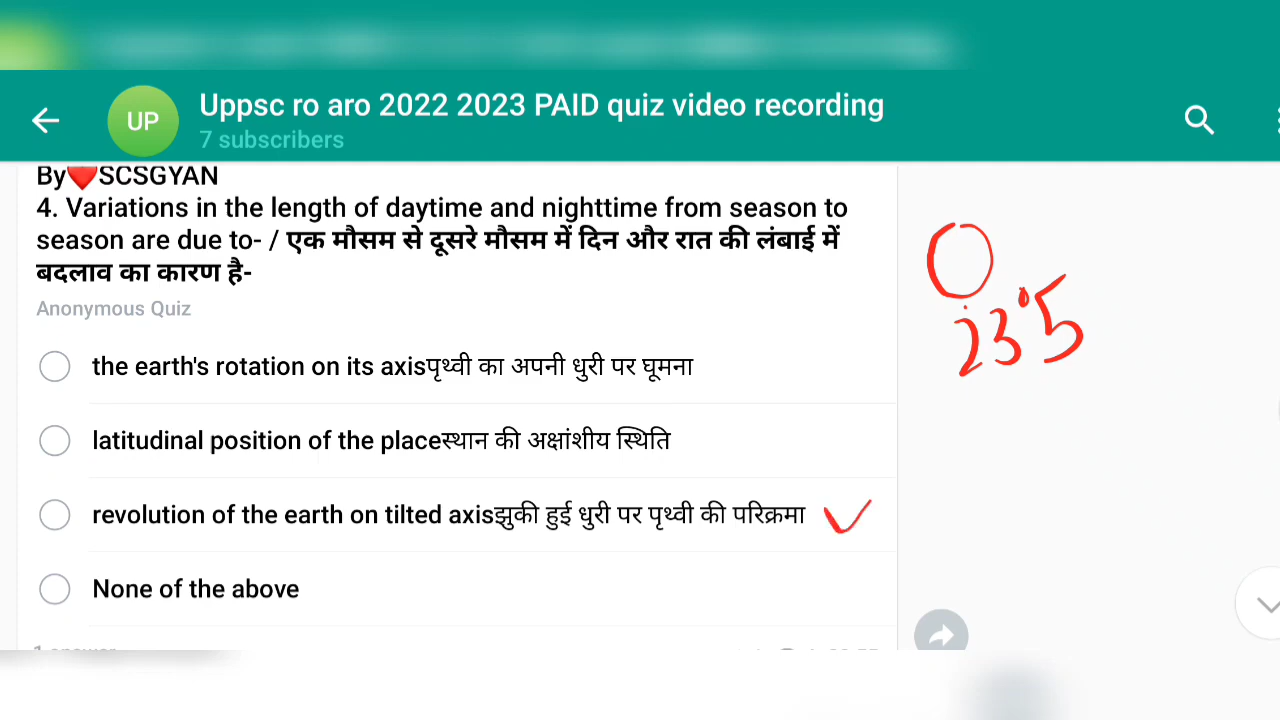 UP
Uppsc ro aro 2022 2023 PAID quiz video recording
7 subscribers
By❤️SCSGYAN
4. Variations in the length of daytime and nighttime from season to
season are due to- / एक मौसम से दूसरे मौसम में दिन और रात की लंबाई में
बदलाव का कारण है-
Anonymous Quiz
the earth's rotation on its axisपृथ्वी का अपनी धुरी पर घूमना
latitudinal position of the placeस्थान की अक्षांशीय स्थिति
revolution of the earth on tilted axisझुकी हुई धुरी पर पृथ्वी की परिक्रमा
None of the above
23°5